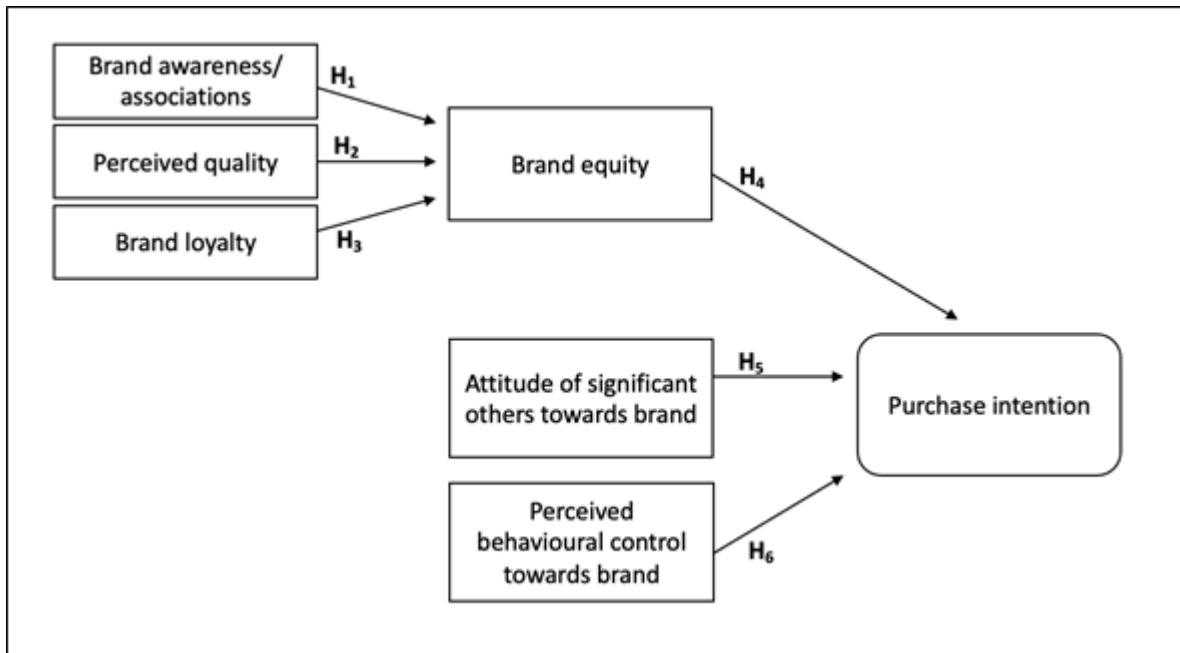 Brand awareness/
associations
H₁
Perceived quality
H₂
Brand loyalty
H₃
Brand equity
H₄
Attitude of significant
others towards brand
H₅
Perceived
behavioural control
towards brand
H₆
Purchase intention